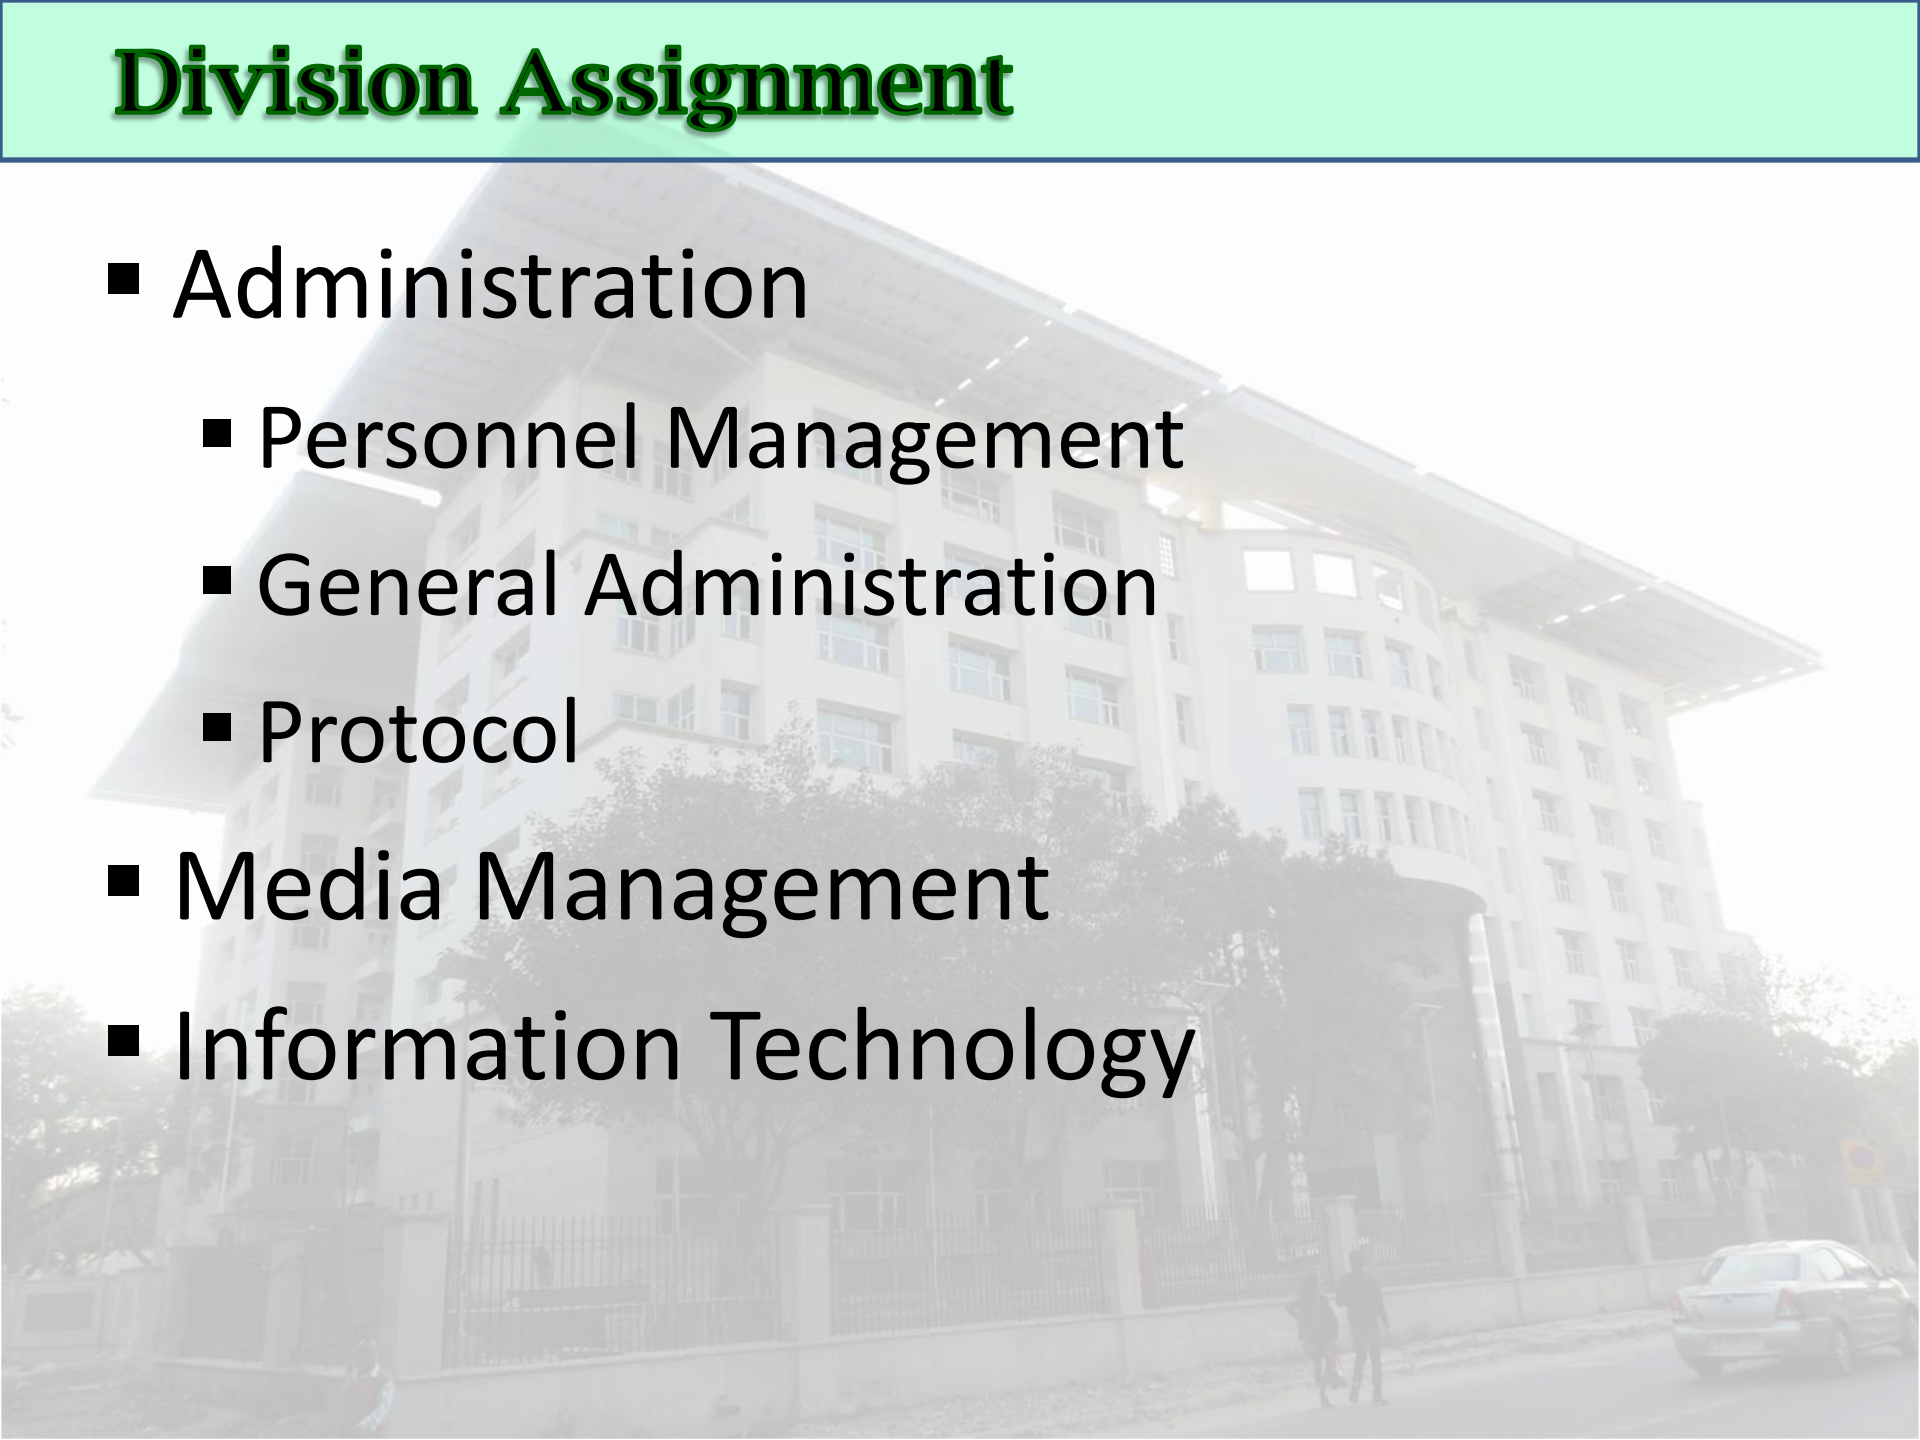 Division Assignment
▪ Administration
▪ Personnel Management
▪ General Administration
▪ Protocol
▪ Media Management
▪ Information Technology